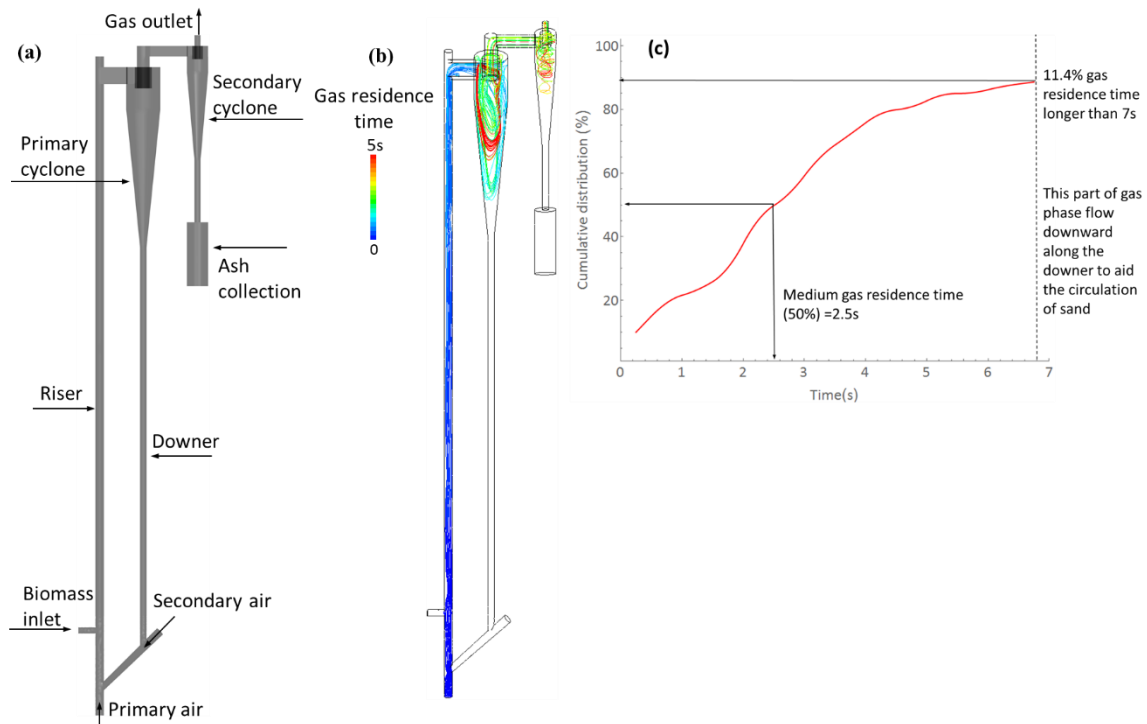 Gas outlet
(a)
Secondary
cyclone
Primary
cyclone
Ash
collection
Riser
Downer
Biomass
inlet
Secondary air
Primary air
(b)
Gas residence
time
5s
0
(c)
100
80
60
40
20
Cumulative distribution (%)
0 1 2 3 4 5 6 7
Time(s)
Medium gas residence time
(50%) =2.5s
11.4% gas
residence time
longer than 7s
This part of gas
phase flow
downward
along the
downer to aid
the circulation
of sand